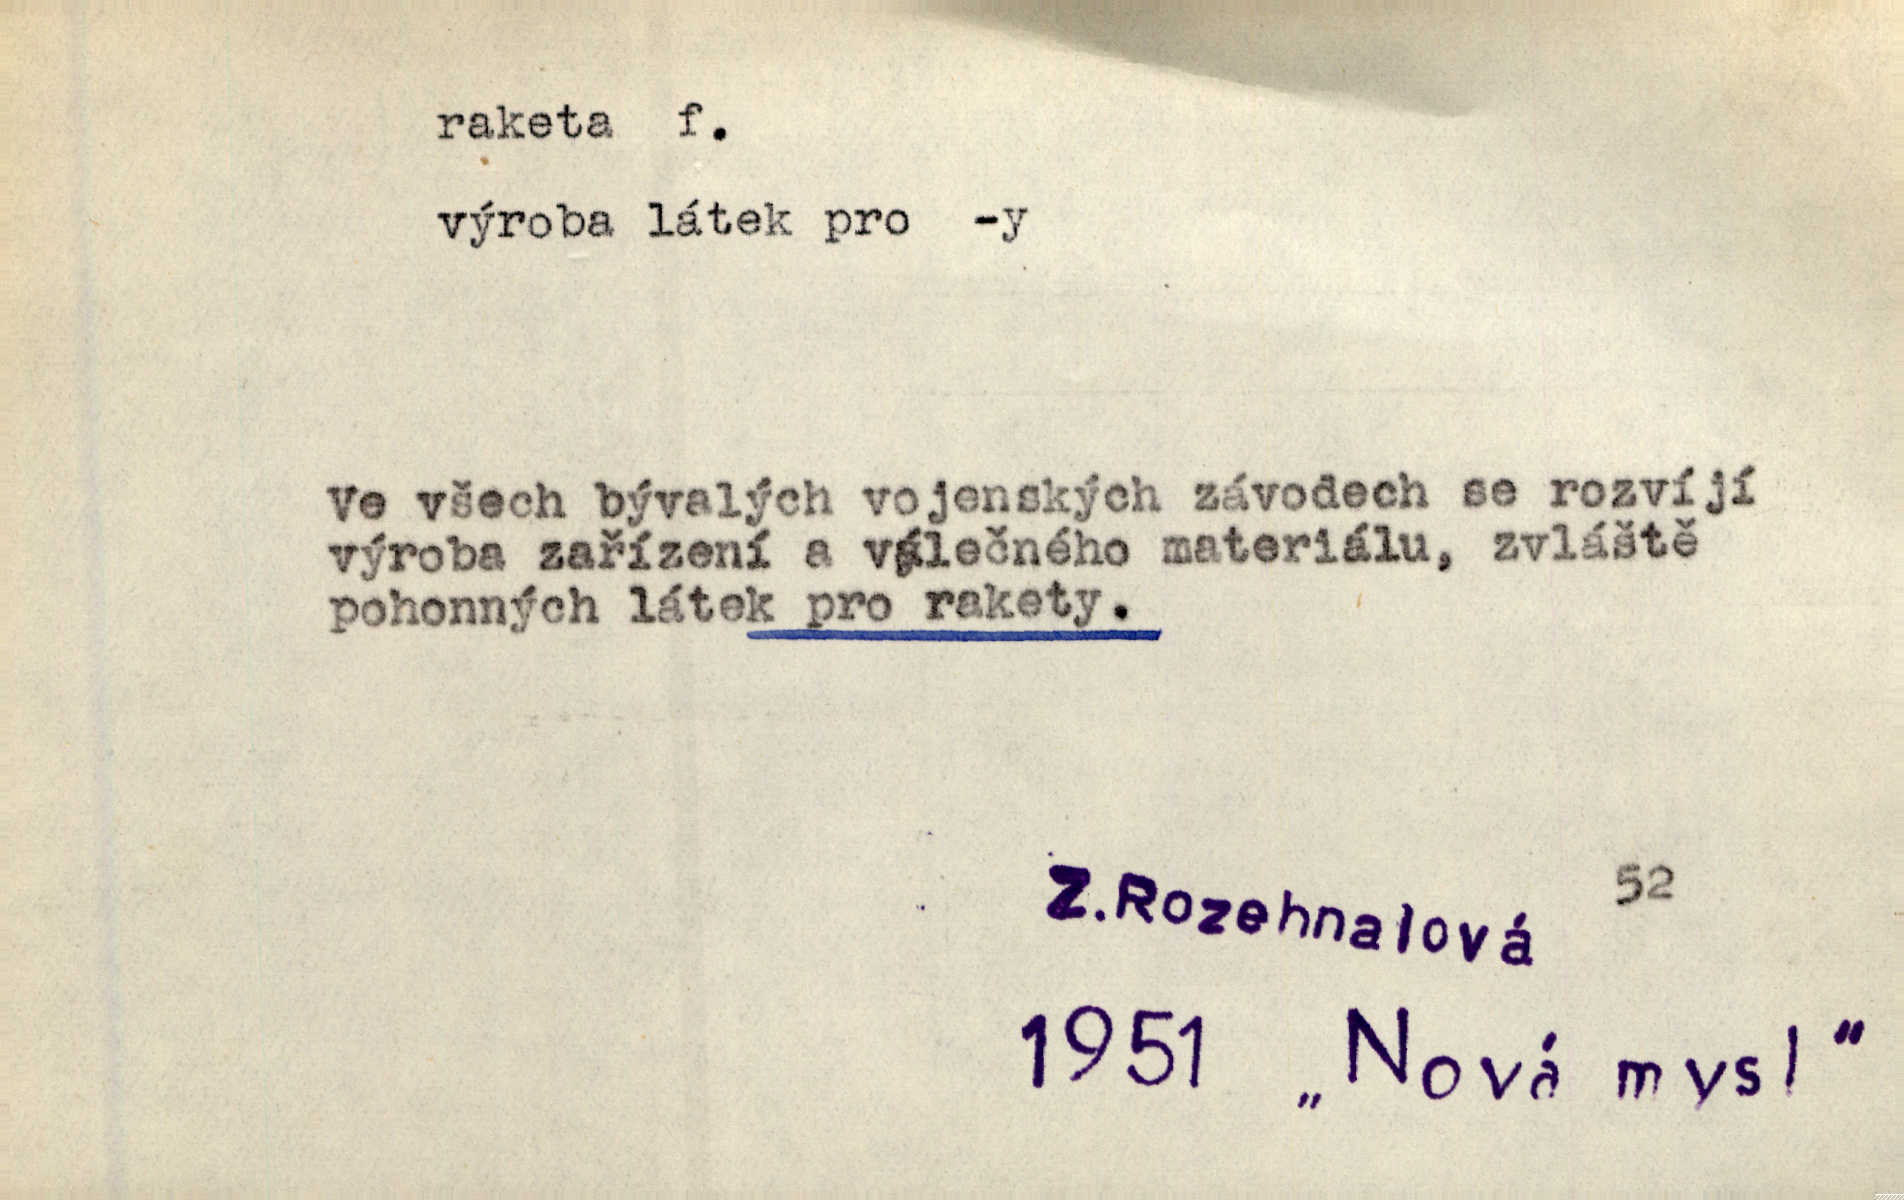 raketa f.
výroba látek pro -y
Ve všech bývalých vojenských závodech se rozvíjí
výroba zařízení a válečného materiálu, zvláště
pohonných látek pro rakety.
Z. Rozehnalová 52
1951 „Nová mysl“